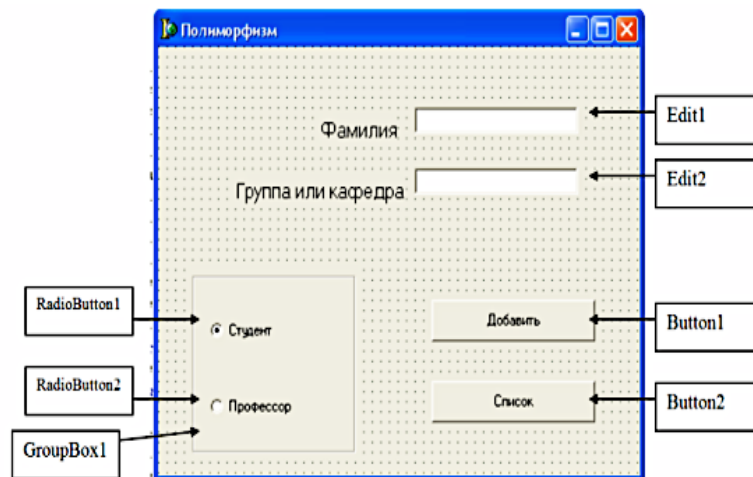 Полиморфизм
Фамилия
Edit1
Группа или кафедра
Edit2
RadioButton1
Студент
Добавить
Button1
RadioButton2
Профессор
Список
Button2
GroupBox1